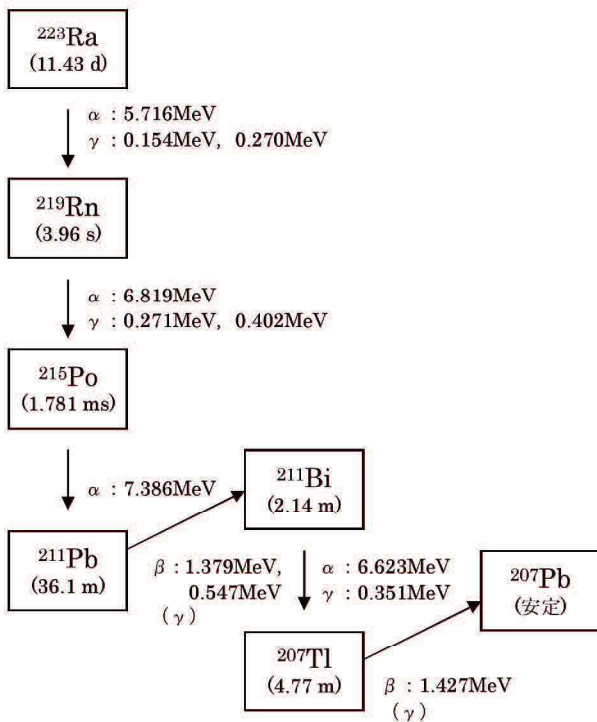 ²²³Ra
(11.43 d)
α : 5.716MeV
γ : 0.154MeV, 0.270MeV
²¹⁹Rn
(3.96 s)
α : 6.819MeV
γ : 0.271MeV, 0.402MeV
²¹⁵Po
(1.781 ms)
α : 7.386MeV
²¹¹Bi
(2.14 m)
²¹¹Pb
(36.1 m)
β : 1.379MeV,
0.547MeV
(γ)
α : 6.623MeV
γ : 0.351MeV
²⁰⁷Pb
(安定)
²⁰⁷Tl
(4.77 m)
β : 1.427MeV
(γ)